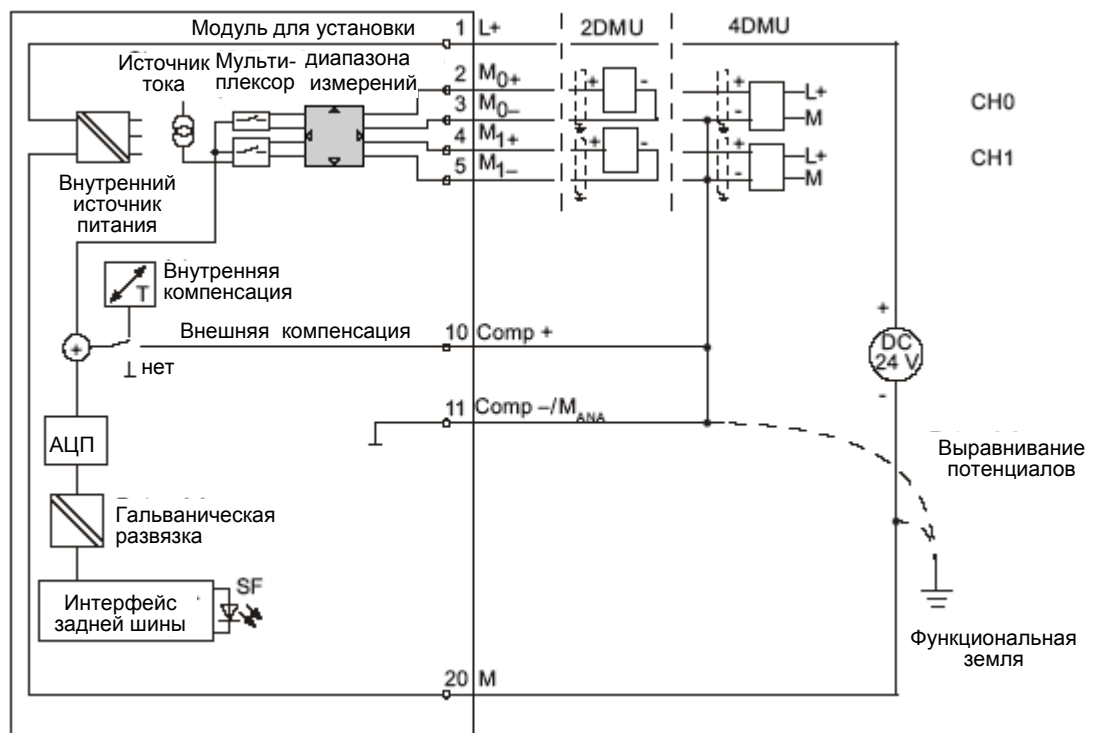 Модуль для установки
диапазона
измерений
Источник
тока
Мульти-
плексор
1 L+
2 M0+
3 M0–
4 M1+
5 M1–
2DMU
4DMU
+ -
+ -
+
-
L+
M
+
-
L+
M
CH0
CH1
Внутренний
источник
питания
T
Внутренняя
компенсация
+
Внешняя компенсация
10 Comp +
нет
+
DC
24 V
-
11 Comp –/MANA
АЦП
Выравнивание
потенциалов
Гальваническая
развязка
SF
Интерфейс
задней шины
Функциональная
земля
20 M